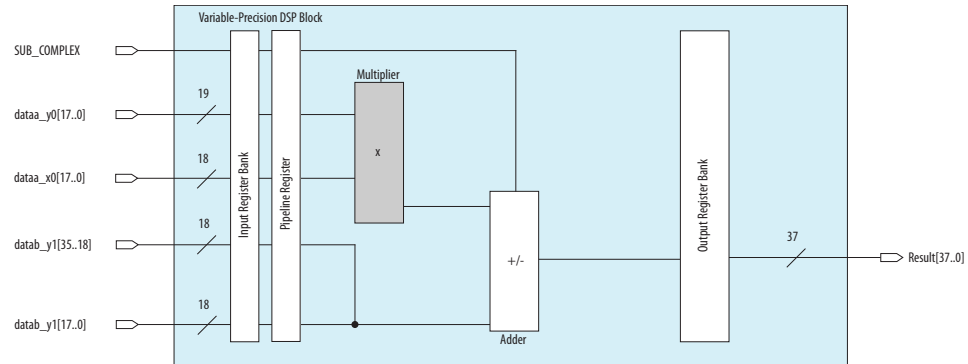 Variable-Precision DSP Block
SUB_COMPLEX
Multiplier
19
dataa_y0[17..0]
x
18
dataa_x0[17..0]
Input Register Bank
Pipeline Register
Output Register Bank
18
datab_y1[35..18]
37
+/-
Result[37..0]
18
datab_y1[17..0]
Adder